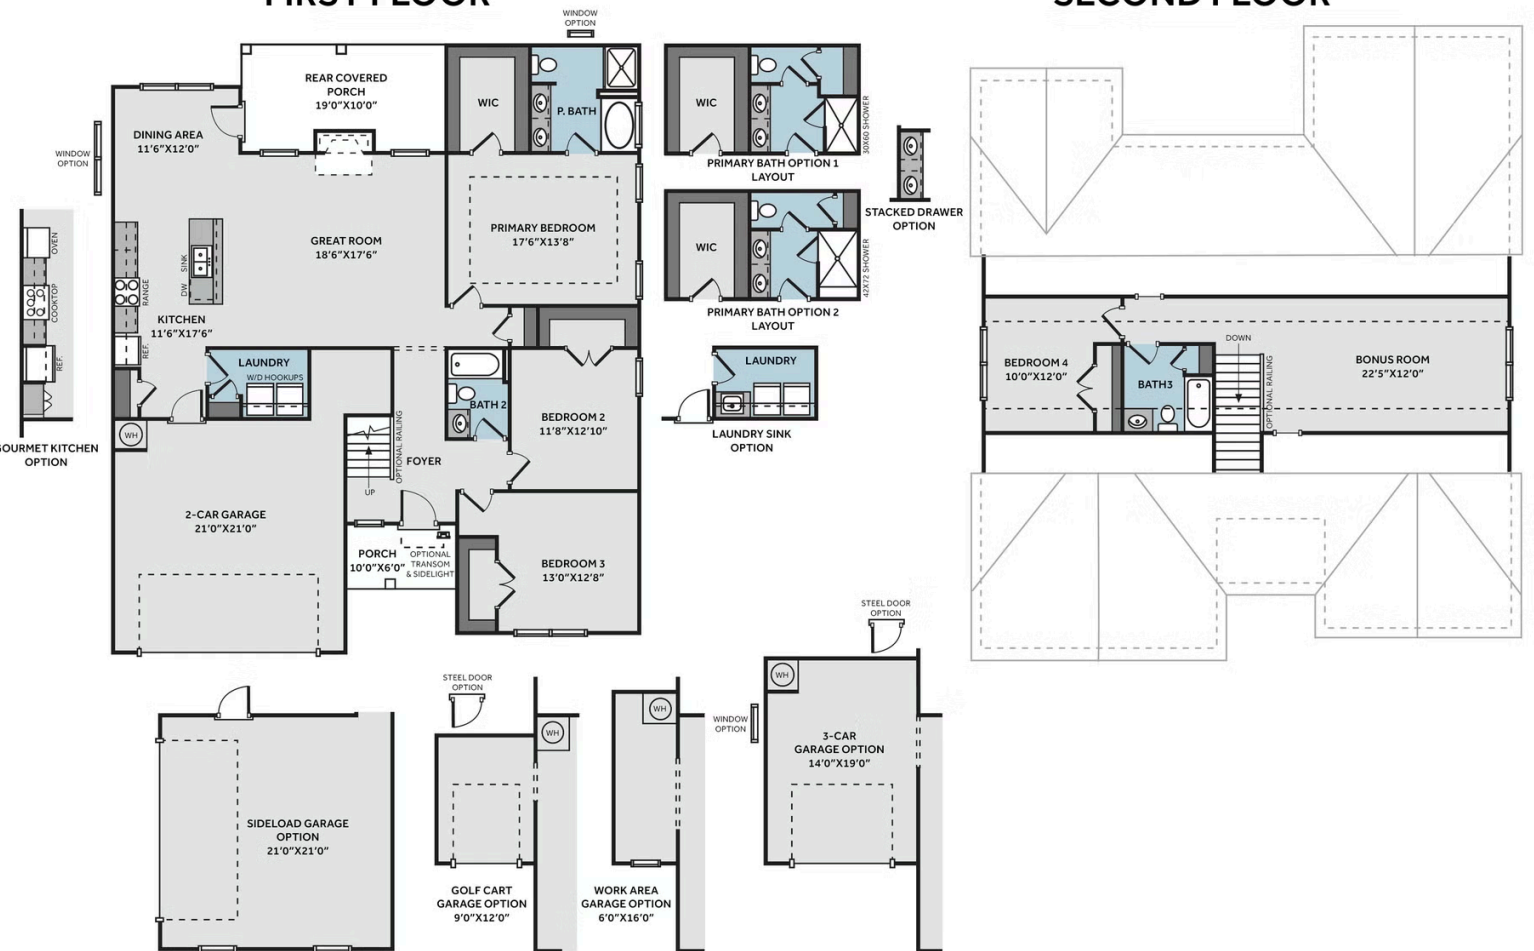 FIRST FLOOR
SECOND FLOOR
WINDOW
OPTION
REAR COVERED
PORCH
19'0"X10'0"
WIC
P. BATH
DINING AREA
11'6"X12'0"
WINDOW
OPTION
GREAT ROOM
18'6"X17'6"
PRIMARY BEDROOM
17'6"X13'8"
SINK
DW
RANGE
REF.
KITCHEN
11'6"X17'6"
OVEN
COOKTOP
REF.
GOURMET KITCHEN
OPTION
LAUNDRY
W/D HOOKUPS
WH
BATH 2
BEDROOM 2
11'8"X12'10"
OPTIONAL RAILING
FOYER
UP
2-CAR GARAGE
21'0"X21'0"
PORCH
10'0"X6'0"
OPTIONAL
TRANSOM
& SIDELIGHT
BEDROOM 3
13'0"X12'8"
WIC
30X60 SHOWER
PRIMARY BATH OPTION 1
LAYOUT
WIC
42X72 SHOWER
PRIMARY BATH OPTION 2
LAYOUT
STACKED DRAWER
OPTION
LAUNDRY
LAUNDRY SINK
OPTION
BEDROOM 4
10'0"X12'0"
BATH3
DOWN
OPTIONAL RAILING
BONUS ROOM
22'5"X12'0"
SIDELOAD GARAGE
OPTION
21'0"X21'0"
STEEL DOOR
OPTION
WH
GOLF CART
GARAGE OPTION
9'0"X12'0"
WH
WORK AREA
GARAGE OPTION
6'0"X16'0"
STEEL DOOR
OPTION
WH
WINDOW
OPTION
3-CAR
GARAGE OPTION
14'0"X19'0"